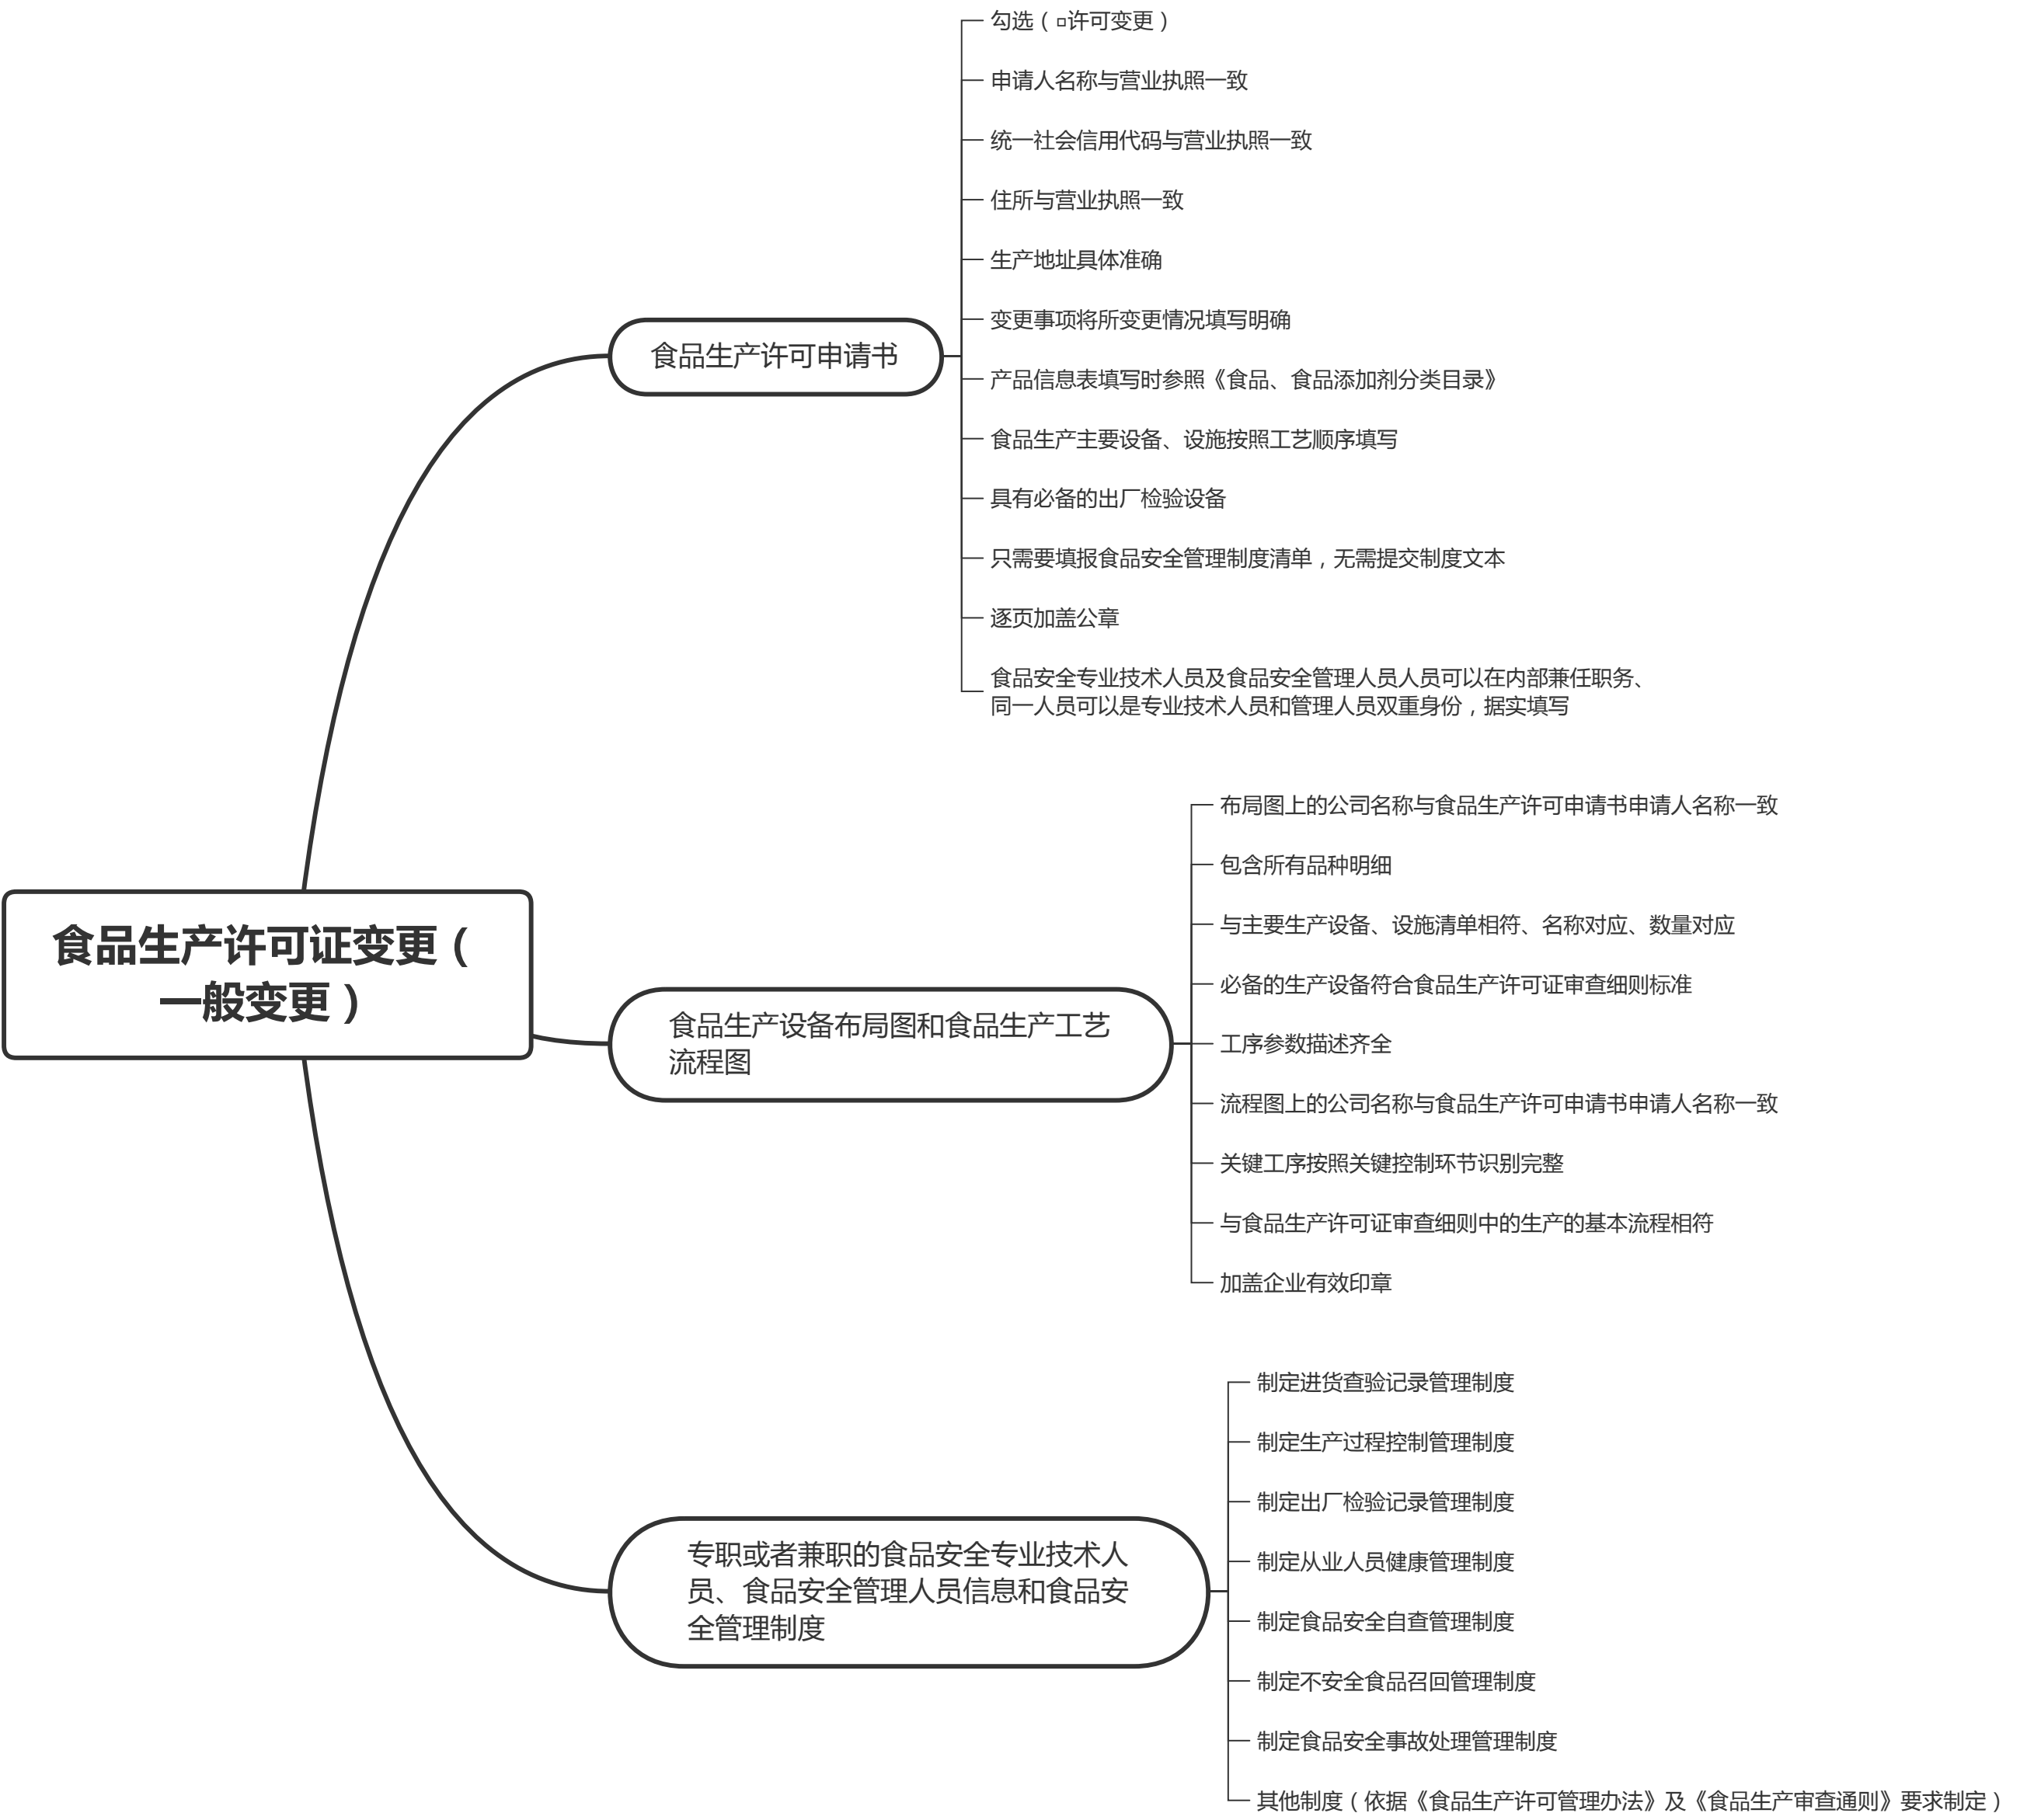 食品生产许可证变更（
一般变更）
食品生产许可申请书
勾选（□许可变更）
申请人名称与营业执照一致
统一社会信用代码与营业执照一致
住所与营业执照一致
生产地址具体准确
变更事项将所变更情况填写明确
产品信息表填写时参照《食品、食品添加剂分类目录》
食品生产主要设备、设施按照工艺顺序填写
具有必备的出厂检验设备
只需要填报食品安全管理制度清单，无需提交制度文本
逐页加盖公章
食品安全专业技术人员及食品安全管理人员人员可以在内部兼任职务、
同一人员可以是专业技术人员和管理人员双重身份，据实填写
食品生产设备布局图和食品生产工艺
流程图
布局图上的公司名称与食品生产许可申请书申请人名称一致
包含所有品种明细
与主要生产设备、设施清单相符、名称对应、数量对应
必备的生产设备符合食品生产许可证审查细则标准
工序参数描述齐全
流程图上的公司名称与食品生产许可申请书申请人名称一致
关键工序按照关键控制环节识别完整
与食品生产许可证审查细则中的生产的基本流程相符
加盖企业有效印章
专职或者兼职的食品安全专业技术人
员、食品安全管理人员信息和食品安
全管理制度
制定进货查验记录管理制度
制定生产过程控制管理制度
制定出厂检验记录管理制度
制定从业人员健康管理制度
制定食品安全自查管理制度
制定不安全食品召回管理制度
制定食品安全事故处理管理制度
其他制度（依据《食品生产许可管理办法》及《食品生产审查通则》要求制定）